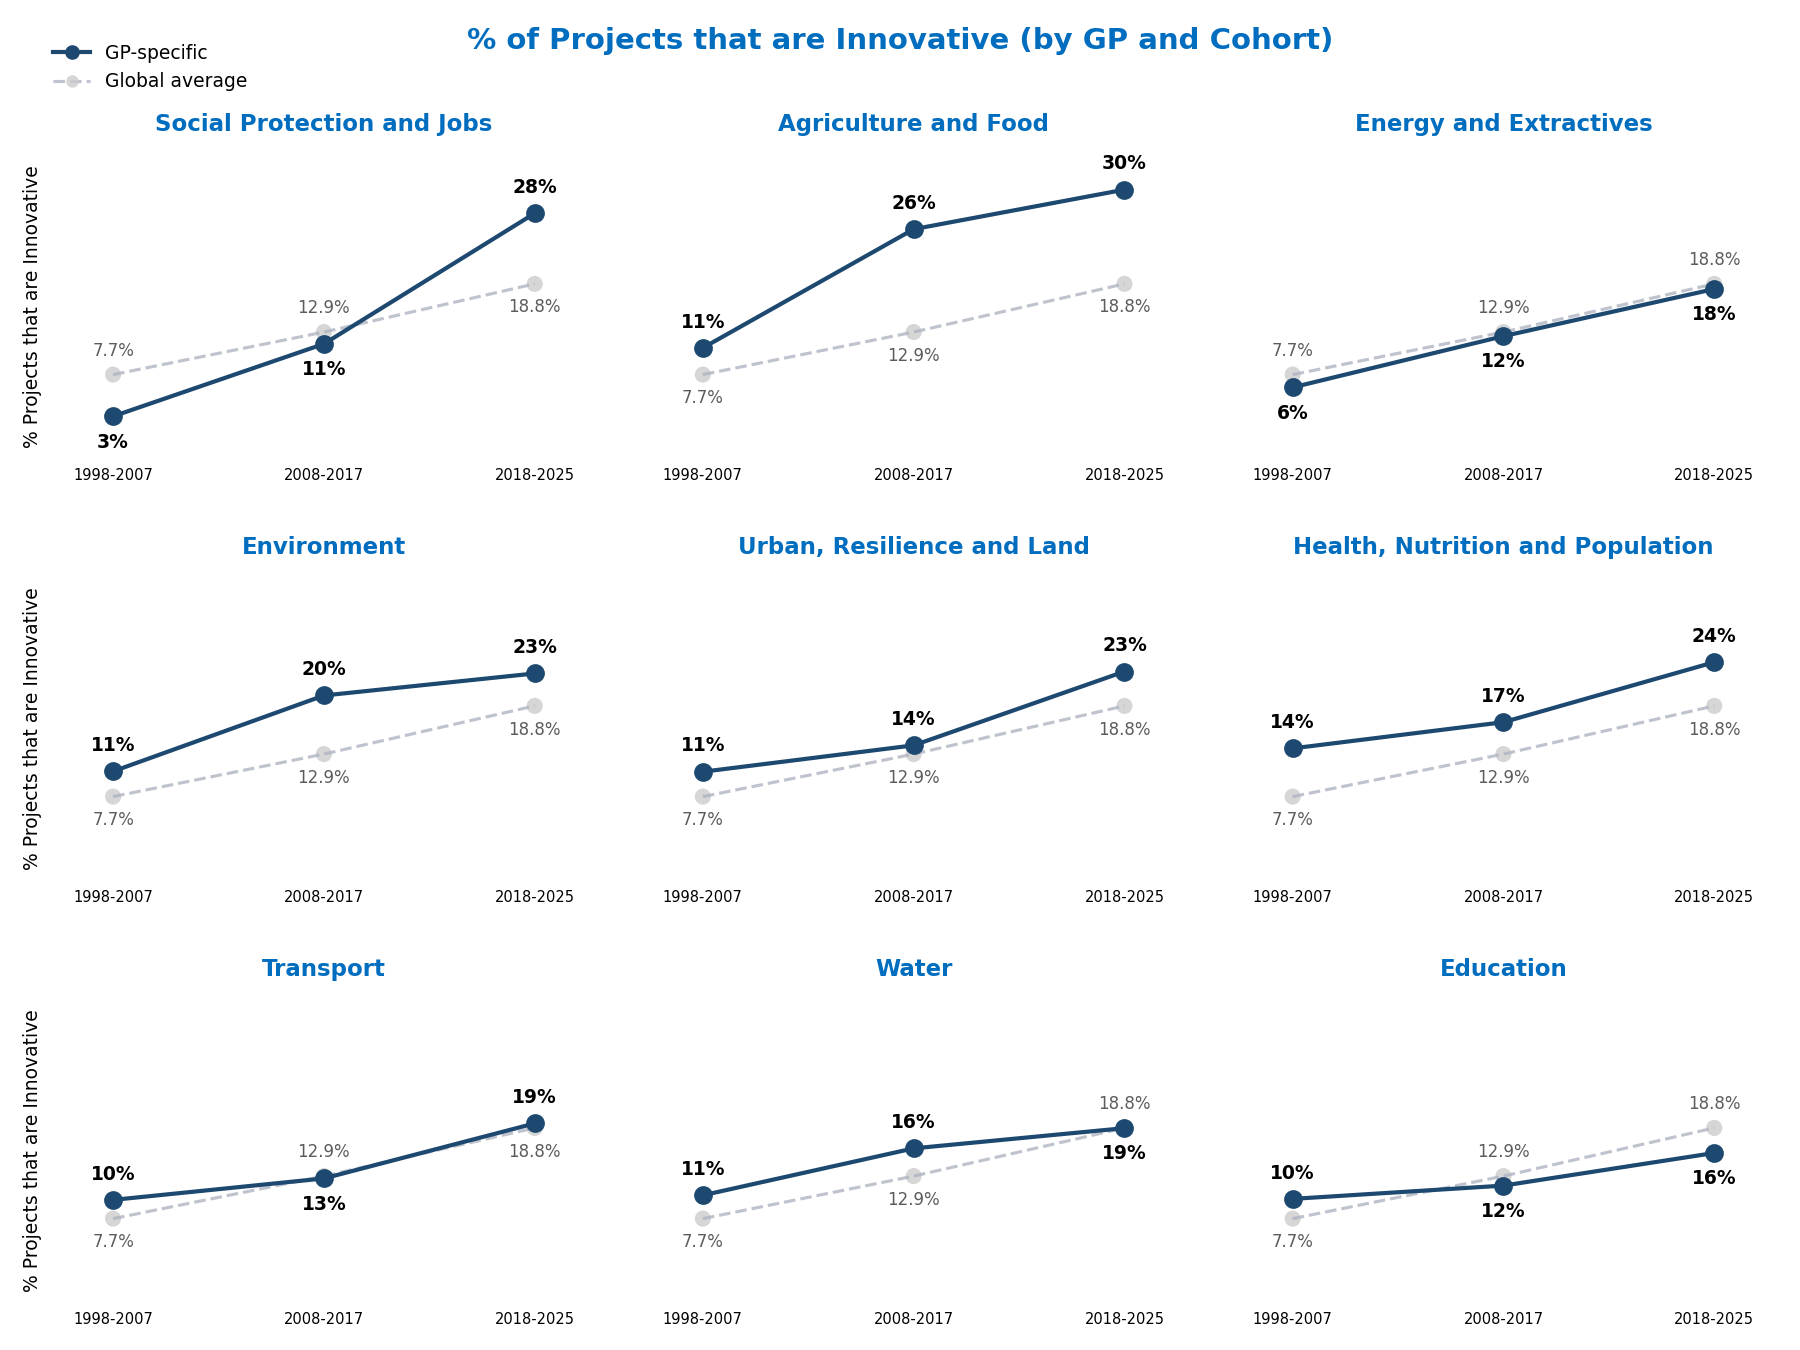 % of Projects that are Innovative (by GP and Cohort)
GP-specific
Global average
Social Protection and Jobs
% Projects that are Innovative
28%
12.9%
18.8%
7.7%
11%
3%
1998-2007 2008-2017 2018-2025
Agriculture and Food
30%
26%
11%
18.8%
12.9%
7.7%
1998-2007 2008-2017 2018-2025
Energy and Extractives
18.8%
12.9%
18%
7.7%
12%
6%
1998-2007 2008-2017 2018-2025
Environment
% Projects that are Innovative
23%
20%
18.8%
11%
12.9%
7.7%
1998-2007 2008-2017 2018-2025
Urban, Resilience and Land
23%
14%
18.8%
11%
12.9%
7.7%
1998-2007 2008-2017 2018-2025
Health, Nutrition and Population
24%
17%
14%
18.8%
12.9%
7.7%
1998-2007 2008-2017 2018-2025
Transport
% Projects that are Innovative
19%
12.9%
18.8%
10%
13%
7.7%
1998-2007 2008-2017 2018-2025
Water
18.8%
16%
19%
11%
12.9%
7.7%
1998-2007 2008-2017 2018-2025
Education
18.8%
12.9%
10%
16%
12%
7.7%
1998-2007 2008-2017 2018-2025